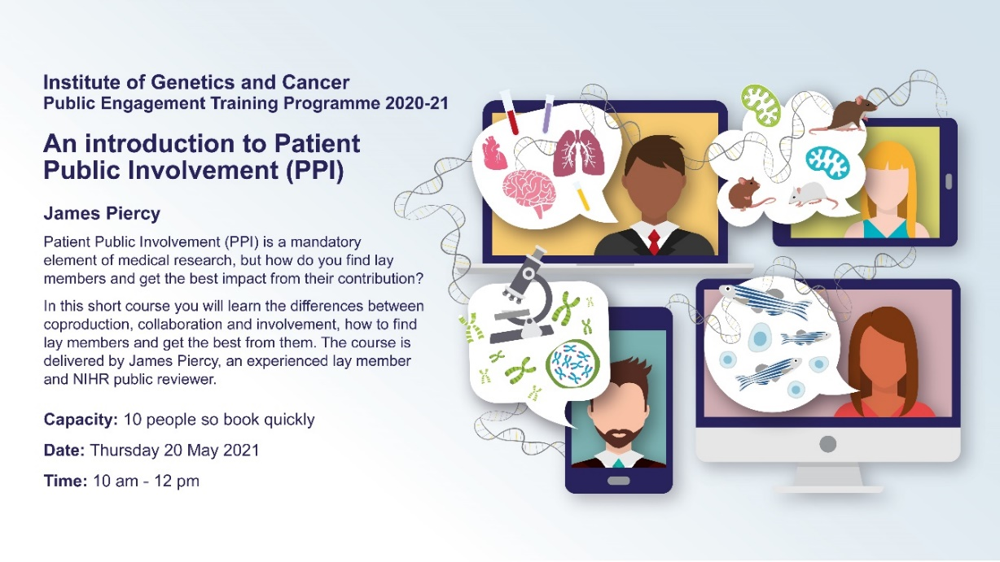 Institute of Genetics and Cancer
Public Engagement Training Programme 2020-21
An introduction to Patient
Public Involvement (PPI)
James Piercy
Patient Public Involvement (PPI) is a mandatory
element of medical research, but how do you find lay
members and get the best impact from their contribution?
In this short course you will learn the differences between
coproduction, collaboration and involvement, how to find
lay members and get the best from them. The course is
delivered by James Piercy, an experienced lay member
and NIHR public reviewer.
Capacity: 10 people so book quickly
Date: Thursday 20 May 2021
Time: 10 am - 12 pm